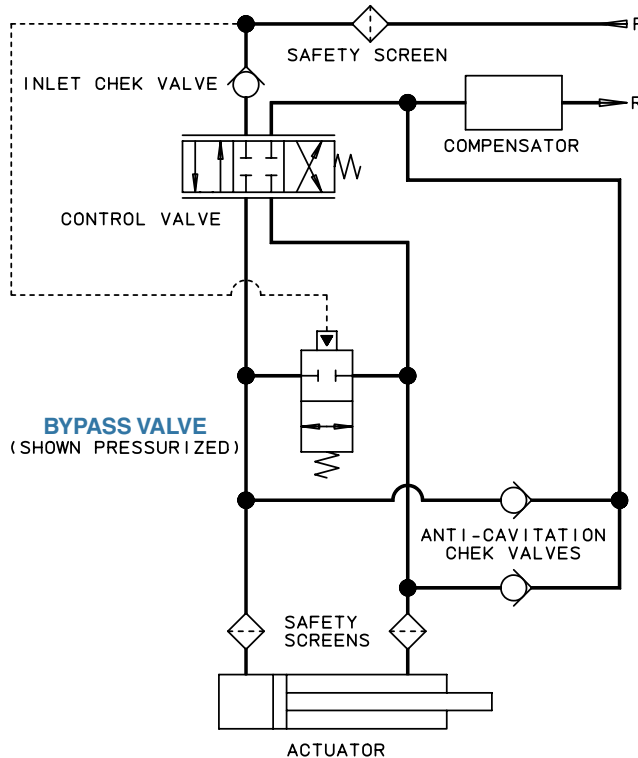 P
SAFETY SCREEN
INLET CHEK VALVE
R
COMPENSATOR
CONTROL VALVE
BYPASS VALVE
(SHOWN PRESSURIZED)
ANTI-CAVITATION
CHEK VALVES
SAFETY
SCREENS
ACTUATOR